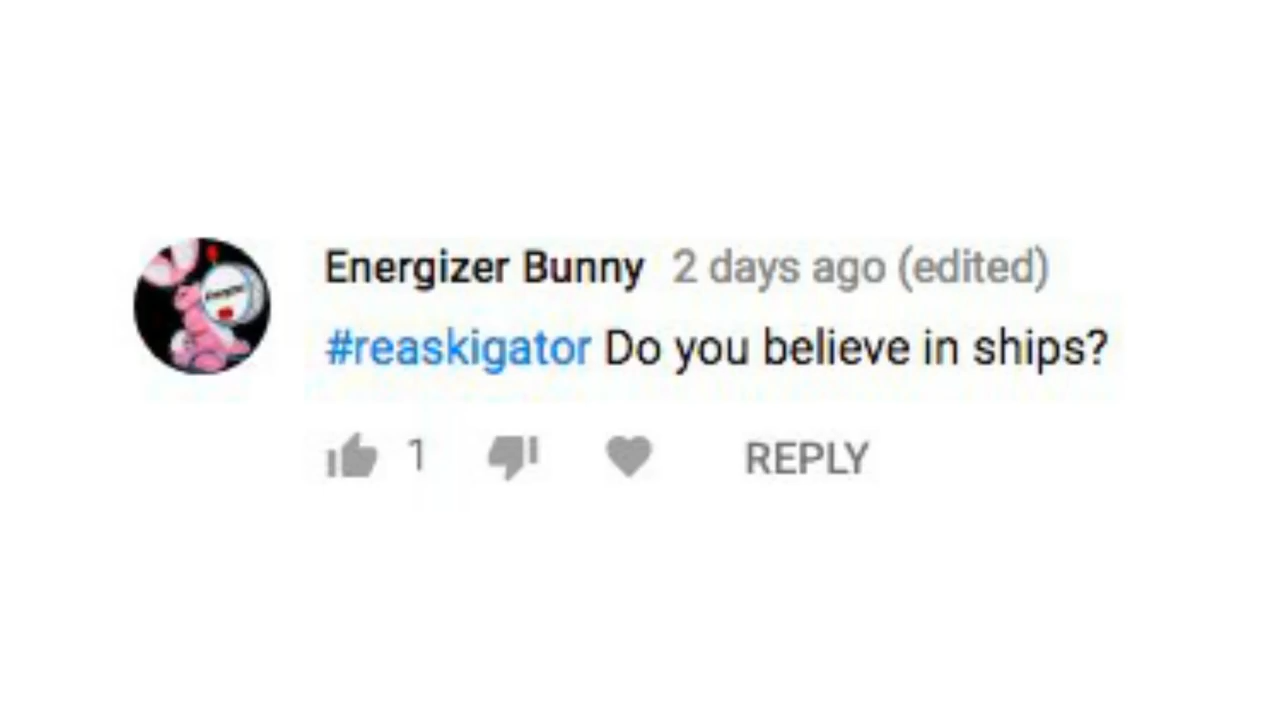 Energizer Bunny 2 days ago (edited)
#reaskigator Do you believe in ships?
1 REPLY